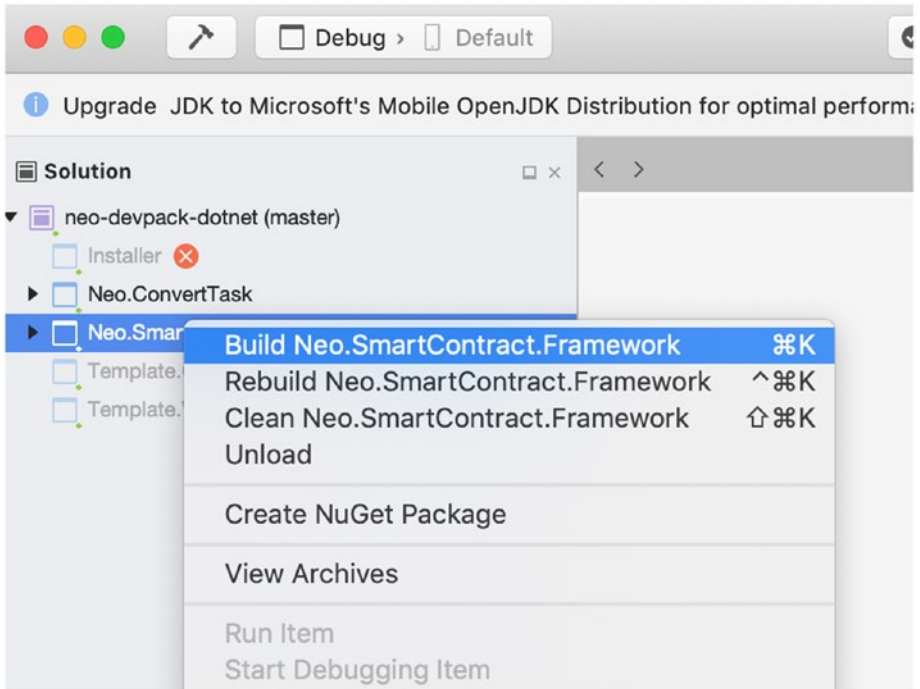 Debug › Default
Upgrade JDK to Microsoft's Mobile OpenJDK Distribution for optimal
Solution
neo-devpack-dotnet (master)
Installer
Neo.ConvertTask
Neo.Smar
Template.
Template.
Build Neo.SmartContract.Framework ⌘K
Rebuild Neo.SmartContract.Framework ^⌘K
Clean Neo.SmartContract.Framework ⇧⌘K
Unload
Create NuGet Package
View Archives
Run Item
Start Debugging Item